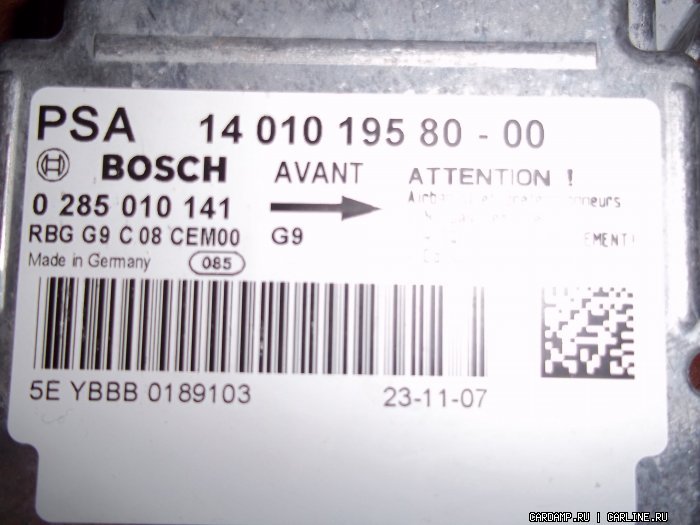 PSA 14 010 195 80 - 00
BOSCH AVANT ATTENTION !
0 285 010 141
RBG G9 C 08 CEM00 G9
Made in Germany 085
5E YBBB 0189103 23-11-07
CARDAMP.RU | CARLINE.RU